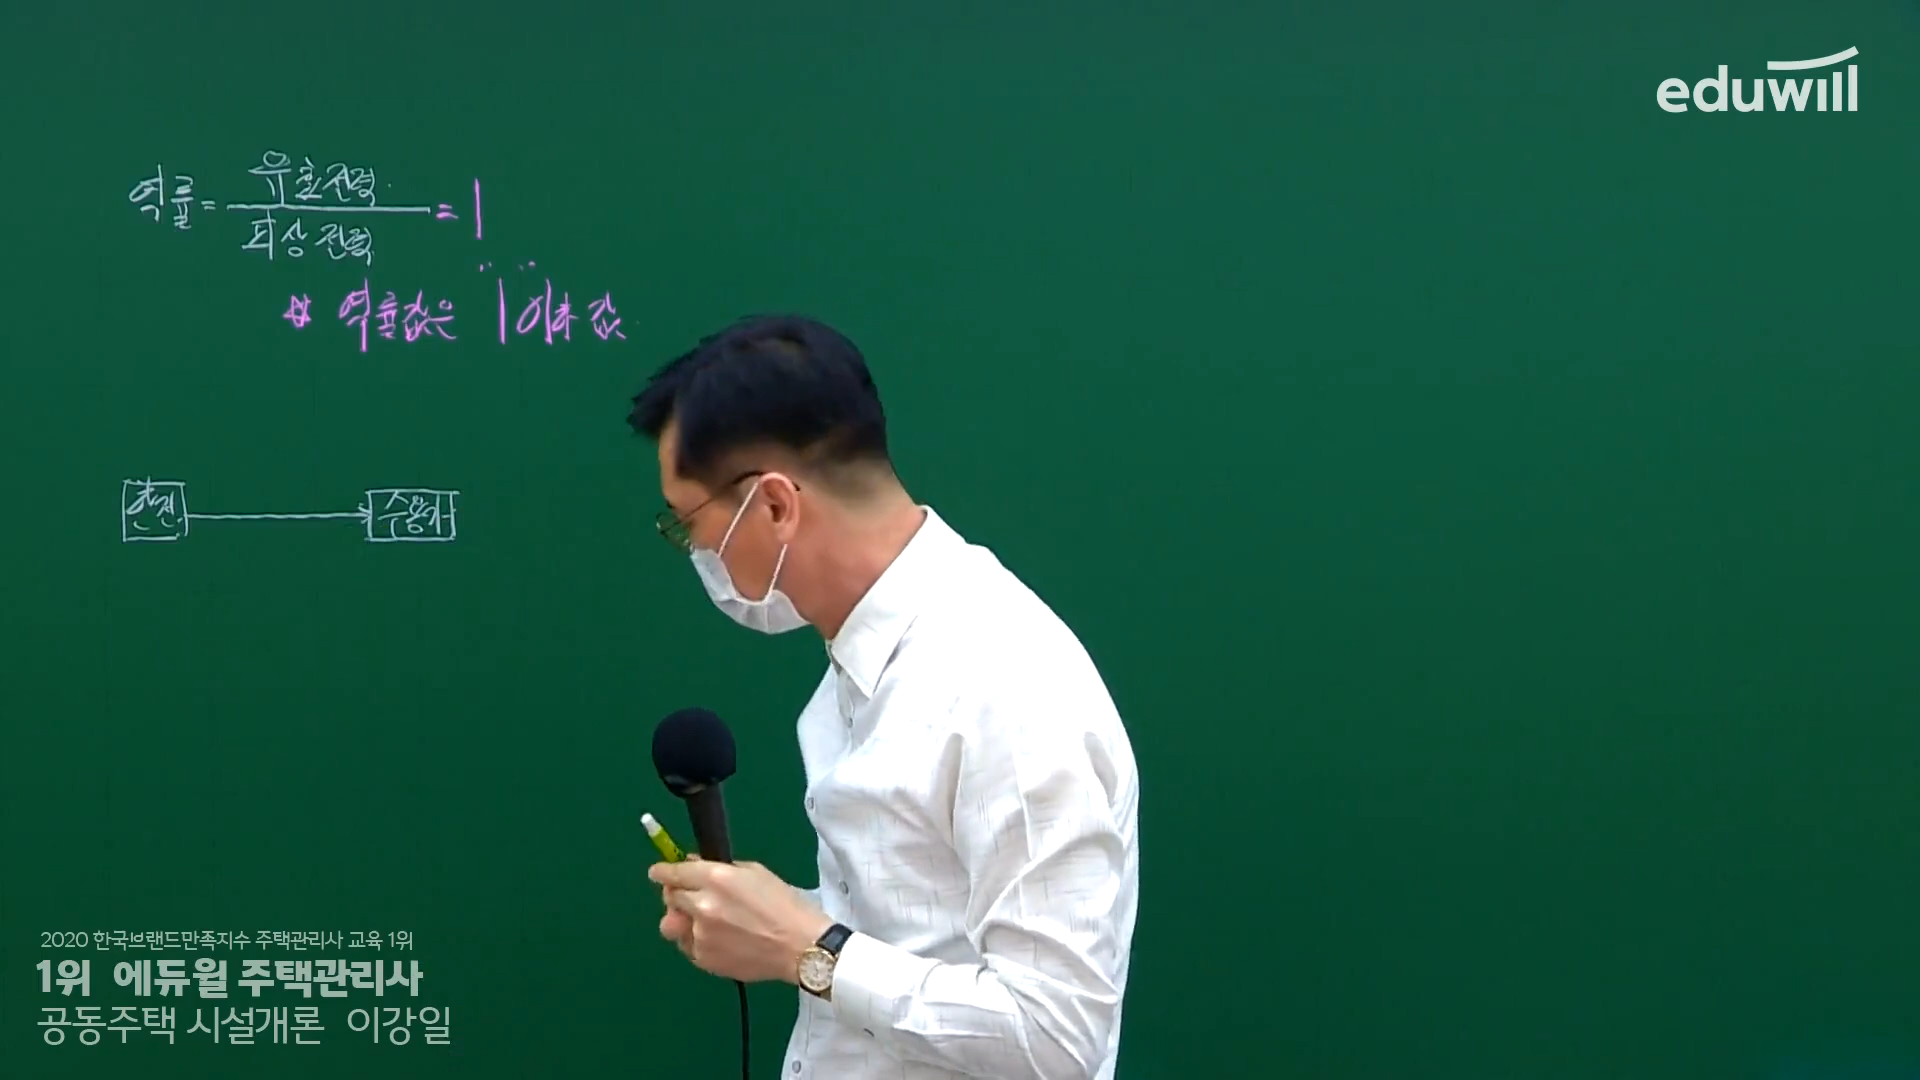 eduwill
역률 = 유효전력 / 피상전력 = 1
* 역률값은 "1"이하 값.
한전 수용가
2020 한국브랜드만족지수 주택관리사 교육 1위
1위 에듀윌 주택관리사
공동주택 시설개론 이강일